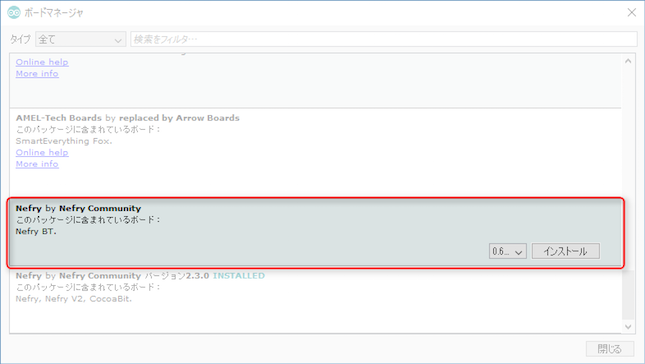 ボードマネージャ
タイプ 全て 検索をフィルタ…
Online help
More info
AMEL-Tech Boards by replaced by Arrow Boards
このパッケージに含まれているボード：
SmartEverything Fox.
Online help
More info
Nefry by Nefry Community
このパッケージに含まれているボード：
Nefry BT.
0.6... インストール
Nefry by Nefry Community バージョン2.3.0 INSTALLED
このパッケージに含まれているボード：
Nefry, Nefry V2, CocoaBit.
閉じる